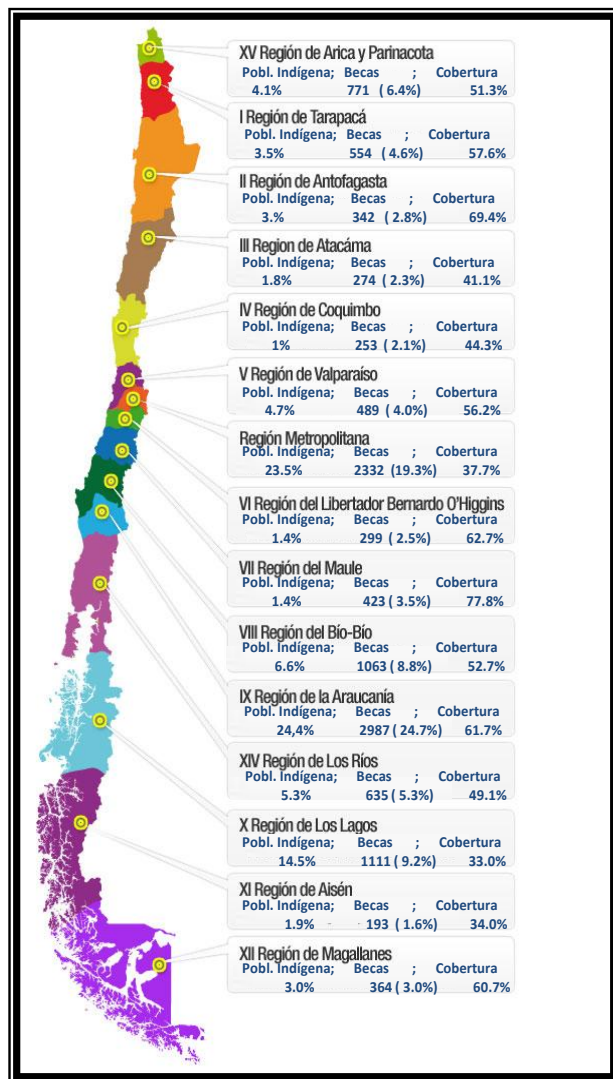 XV Región de Arica y Parinacota
Pobl. Indígena; Becas ; Cobertura
4.1% 771 ( 6.4%) 51.3%
I Región de Tarapacá
Pobl. Indígena; Becas ; Cobertura
3.5% 554 ( 4.6%) 57.6%
II Región de Antofagasta
Pobl. Indígena; Becas ; Cobertura
3.% 342 ( 2.8%) 69.4%
III Region de Atacáma
Pobl. Indígena; Becas ; Cobertura
1.8% 274 ( 2.3%) 41.1%
IV Región de Coquimbo
Pobl. Indígena; Becas ; Cobertura
1% 253 ( 2.1%) 44.3%
V Región de Valparaíso
Pobl. Indígena; Becas ; Cobertura
4.7% 489 ( 4.0%) 56.2%
Región Metropolitana
Pobl. Indígena; Becas ; Cobertura
23.5% 2332 (19.3%) 37.7%
VI Región del Libertador Bernardo O'Higgins
Pobl. Indígena; Becas ; Cobertura
1.4% 299 ( 2.5%) 62.7%
VII Región del Maule
Pobl. Indígena; Becas ; Cobertura
1.4% 423 ( 3.5%) 77.8%
VIII Región del Bío-Bío
Pobl. Indígena; Becas ; Cobertura
6.6% 1063 ( 8.8%) 52.7%
IX Región de la Araucanía
Pobl. Indígena; Becas ; Cobertura
24,4% 2987 ( 24.7%) 61.7%
XIV Región de Los Ríos
Pobl. Indígena; Becas ; Cobertura
5.3% 635 ( 5.3%) 49.1%
X Región de Los Lagos
Pobl. Indígena; Becas ; Cobertura
14.5% 1111 ( 9.2%) 33.0%
XI Región de Aisén
Pobl. Indígena; Becas ; Cobertura
1.9% 193 ( 1.6%) 34.0%
XII Región de Magallanes
Pobl. Indígena; Becas ; Cobertura
3.0% 364 ( 3.0%) 60.7%